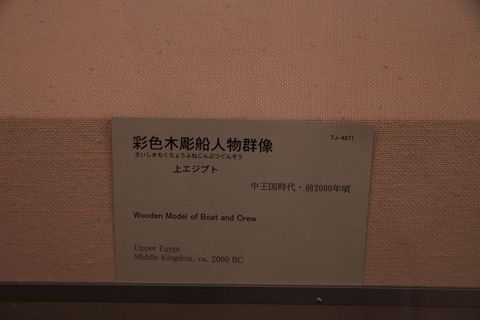 TJ-4671
彩色木彫船人物群像
さいしきもくちょうふねじんぶつぐんぞう
上エジプト
中王国時代・前2000年頃
Wooden Model of Boat and Crew
Upper Egypt
Middle Kingdom, ca. 2000 BC